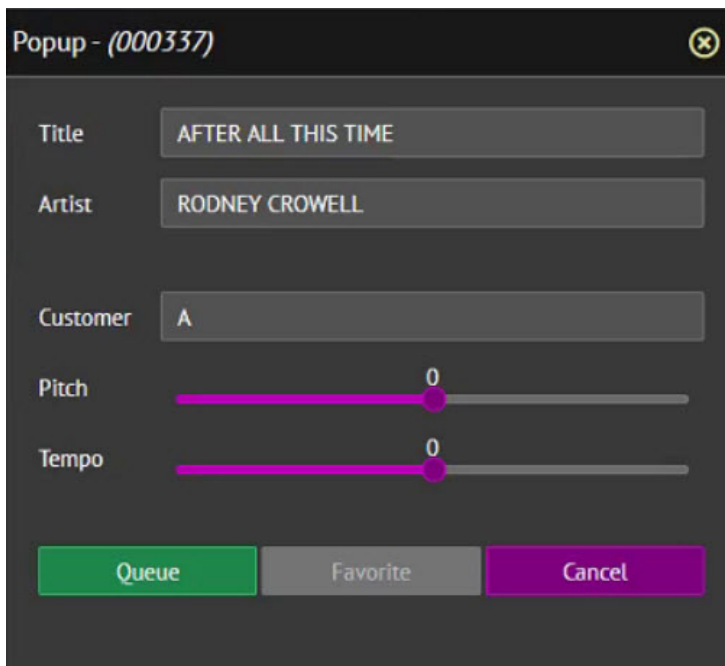 Popup - (000337)
Title AFTER ALL THIS TIME
Artist RODNEY CROWELL
Customer A
Pitch 0
Tempo 0
Queue Favorite Cancel